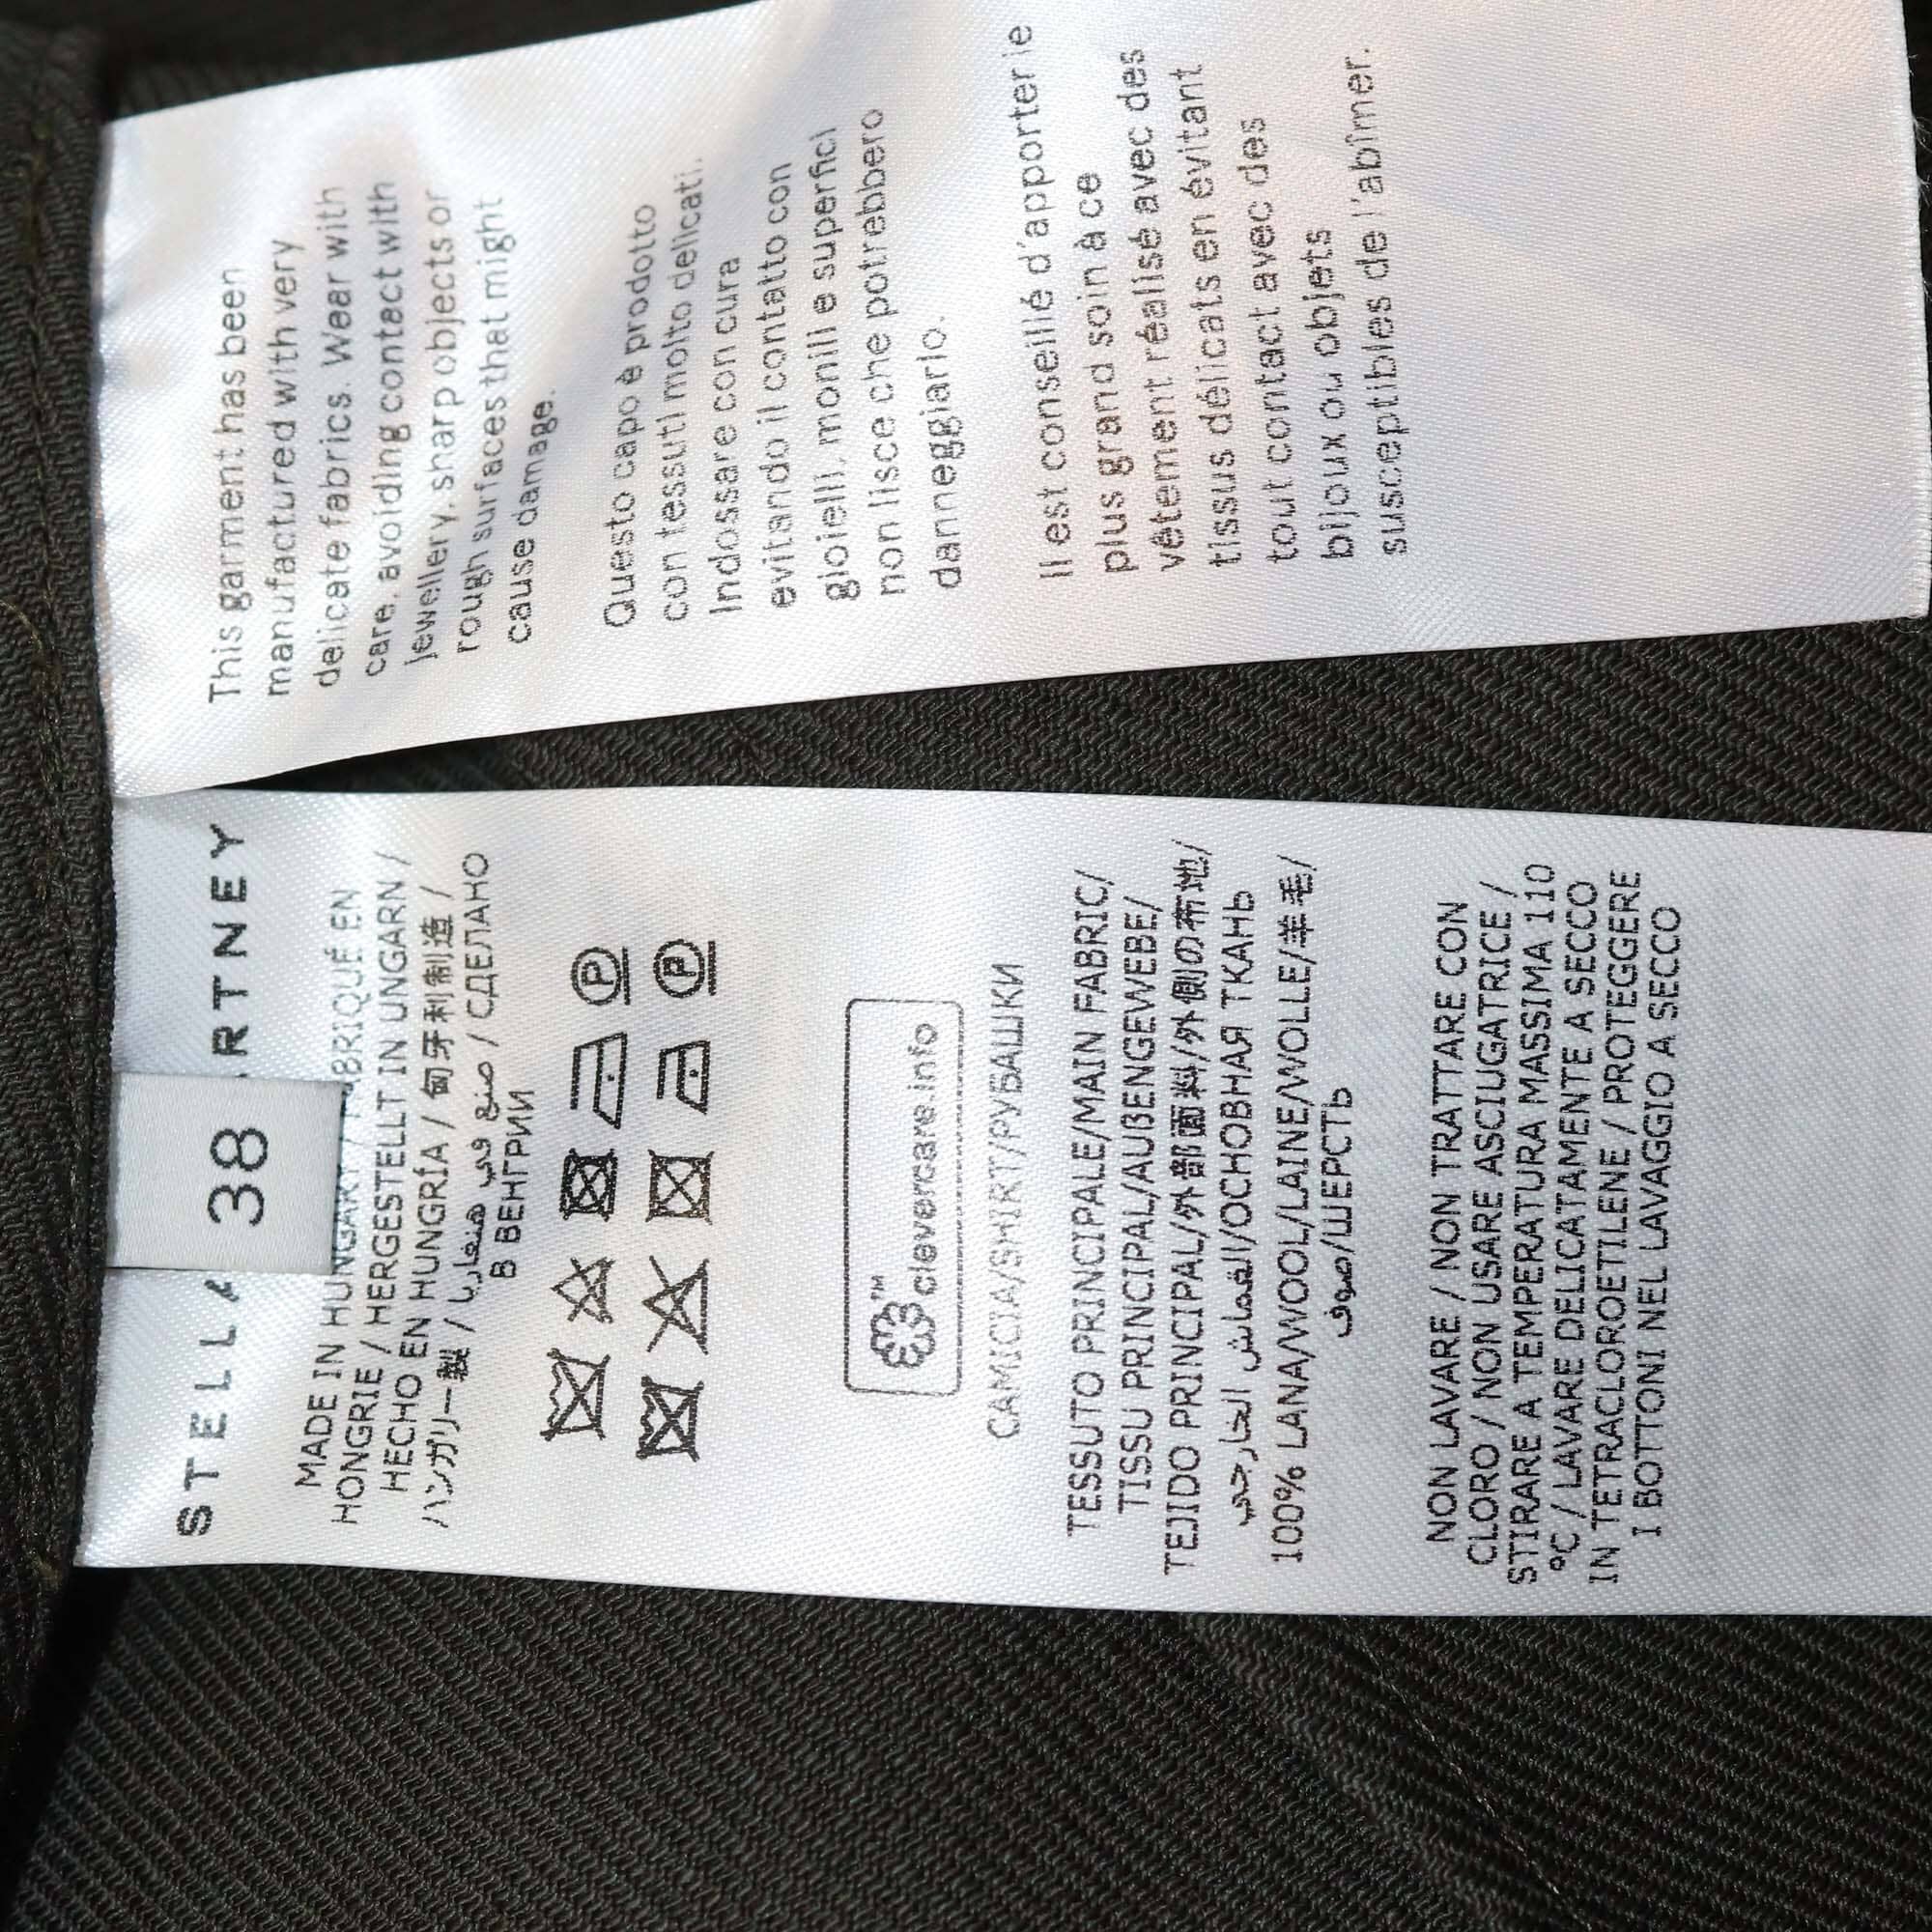 This garment has been
manufactured with very
delicate fabrics. Wear with
care, avoiding contact with
jewellery, sharp objects or
rough surfaces that might
cause damage.
Questo capo è prodotto
con tessuti molto delicati.
Indossare con cura
evitando il contatto con
gioielli, monili e superfici
non lisce che potrebbero
danneggiarlo.
Il est conseillé d'apporter le
plus grand soin à ce
vêtement réalisé avec des
tissus délicats en évitant
tout contact avec des
bijoux ou objets
susceptibles de l'abîmer.
STELLA RTNEY
38
MADE IN HUNGARY / BRIQUÉ EN
HONGRIE / HERGESTELLT IN UNGARN /
HECHO EN HUNGRÍA / 匈牙利制造 /
ハンガリー製 / صنع في هنغاريا / СДЕЛАНО
В ВЕНГРИИ
P
P
TM
clevercare.info
CAMICIA/SHIRT/РУБАШКИ
TESSUTO PRINCIPALE/MAIN FABRIC/
TISSU PRINCIPAL/AUßENGEWEBE/
TEJIDO PRINCIPAL/外部面料/外側の布地/
القماش الخارجي/ОСНОВНАЯ ТКАНЬ
100% LANA/WOOL/LAINE/WOLLE/羊毛/
صوف/ШЕРСТЬ
NON LAVARE / NON TRATTARE CON
CLORO / NON USARE ASCIUGATRICE /
STIRARE A TEMPERATURA MASSIMA 110
°C / LAVARE DELICATAMENTE A SECCO
IN TETRACLOROETILENE / PROTEGGERE
I BOTTONI NEL LAVAGGIO A SECCO